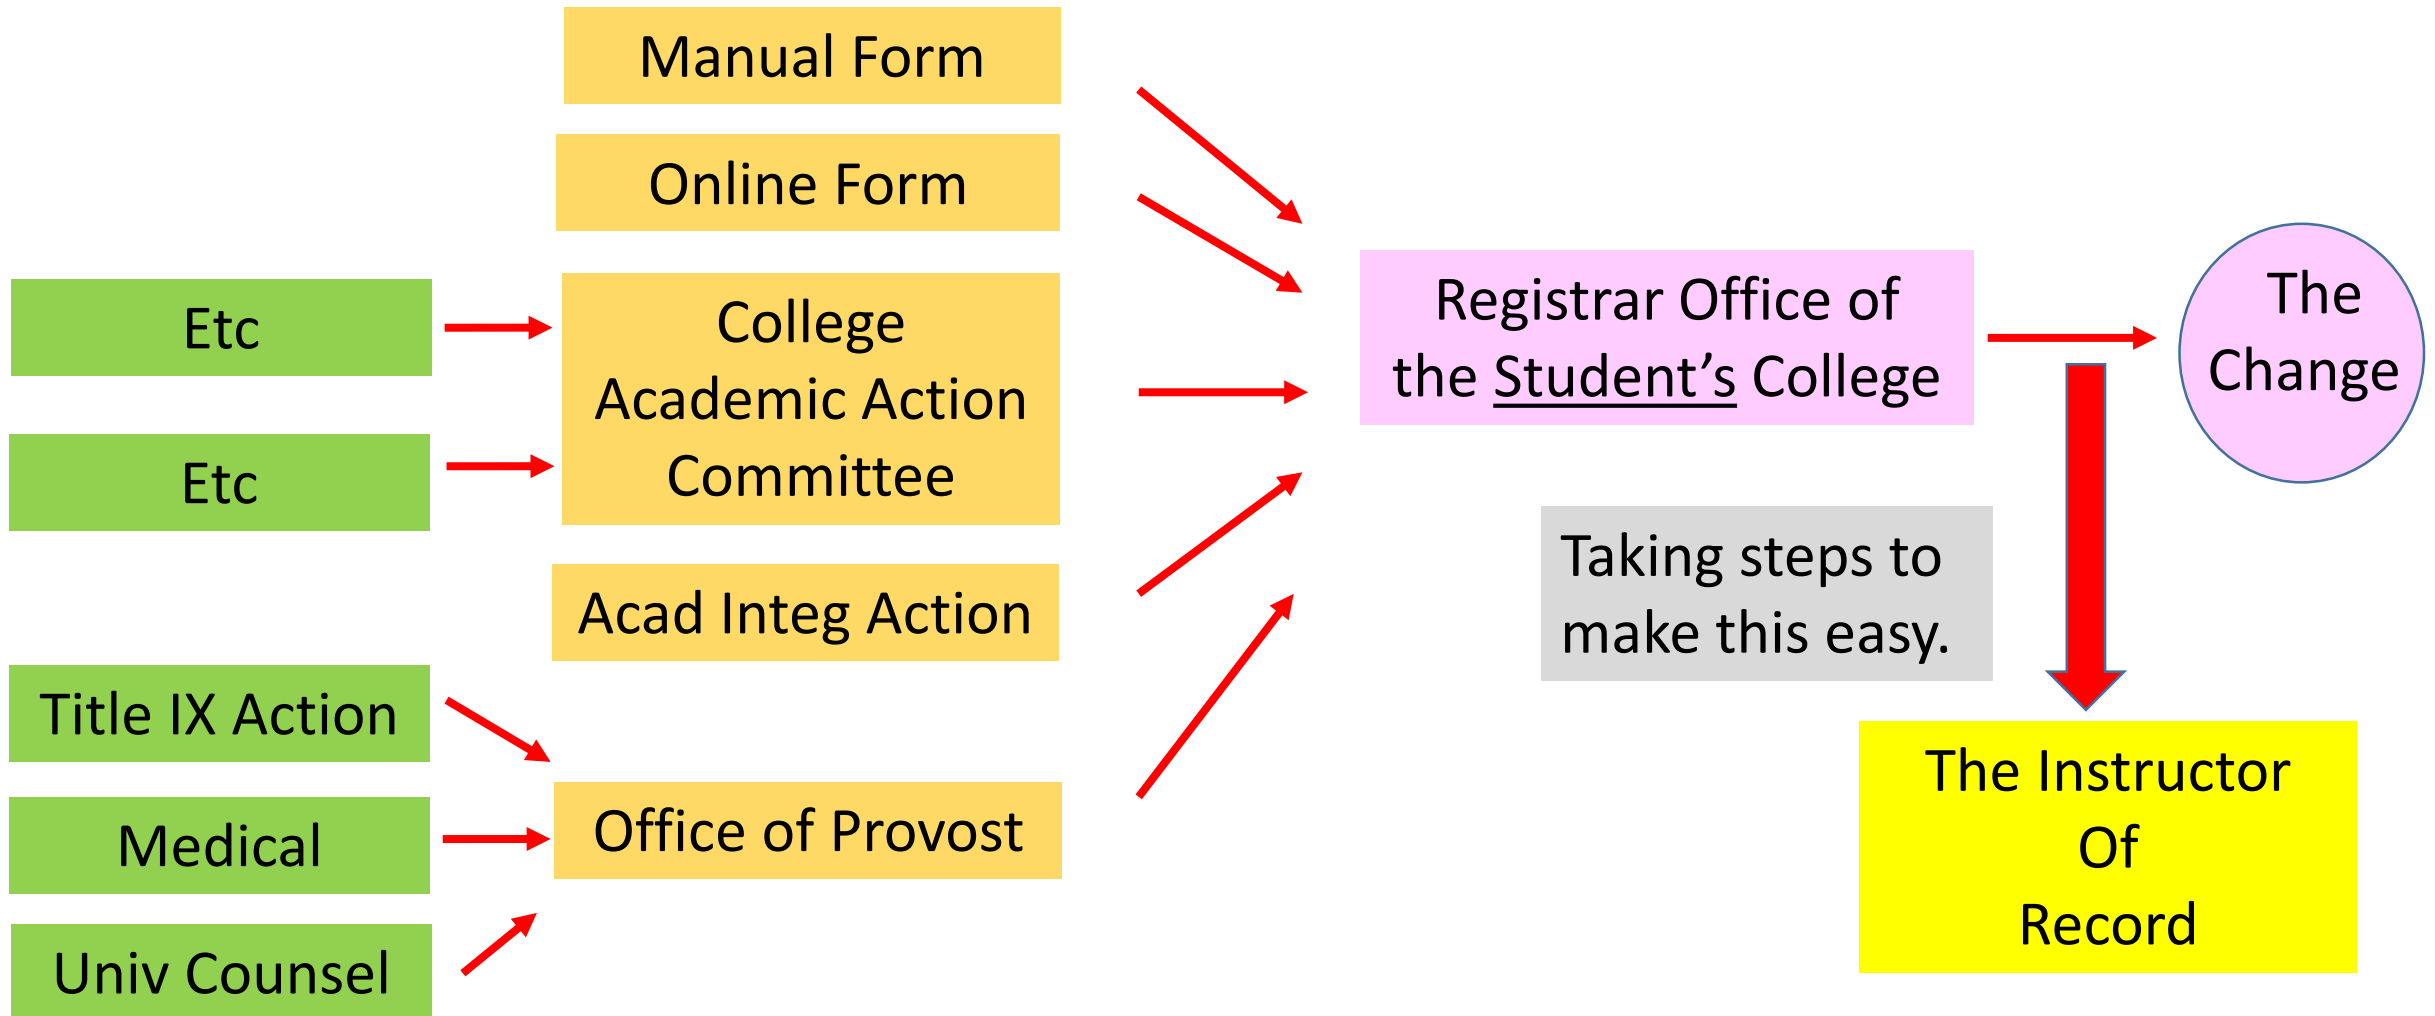 Manual Form
Online Form
Etc
Etc
College
Academic Action
Committee
Acad Integ Action
Title IX Action
Medical
Univ Counsel
Office of Provost
Registrar Office of
the Student’s College
The
Change
Taking steps to
make this easy.
The Instructor
Of
Record